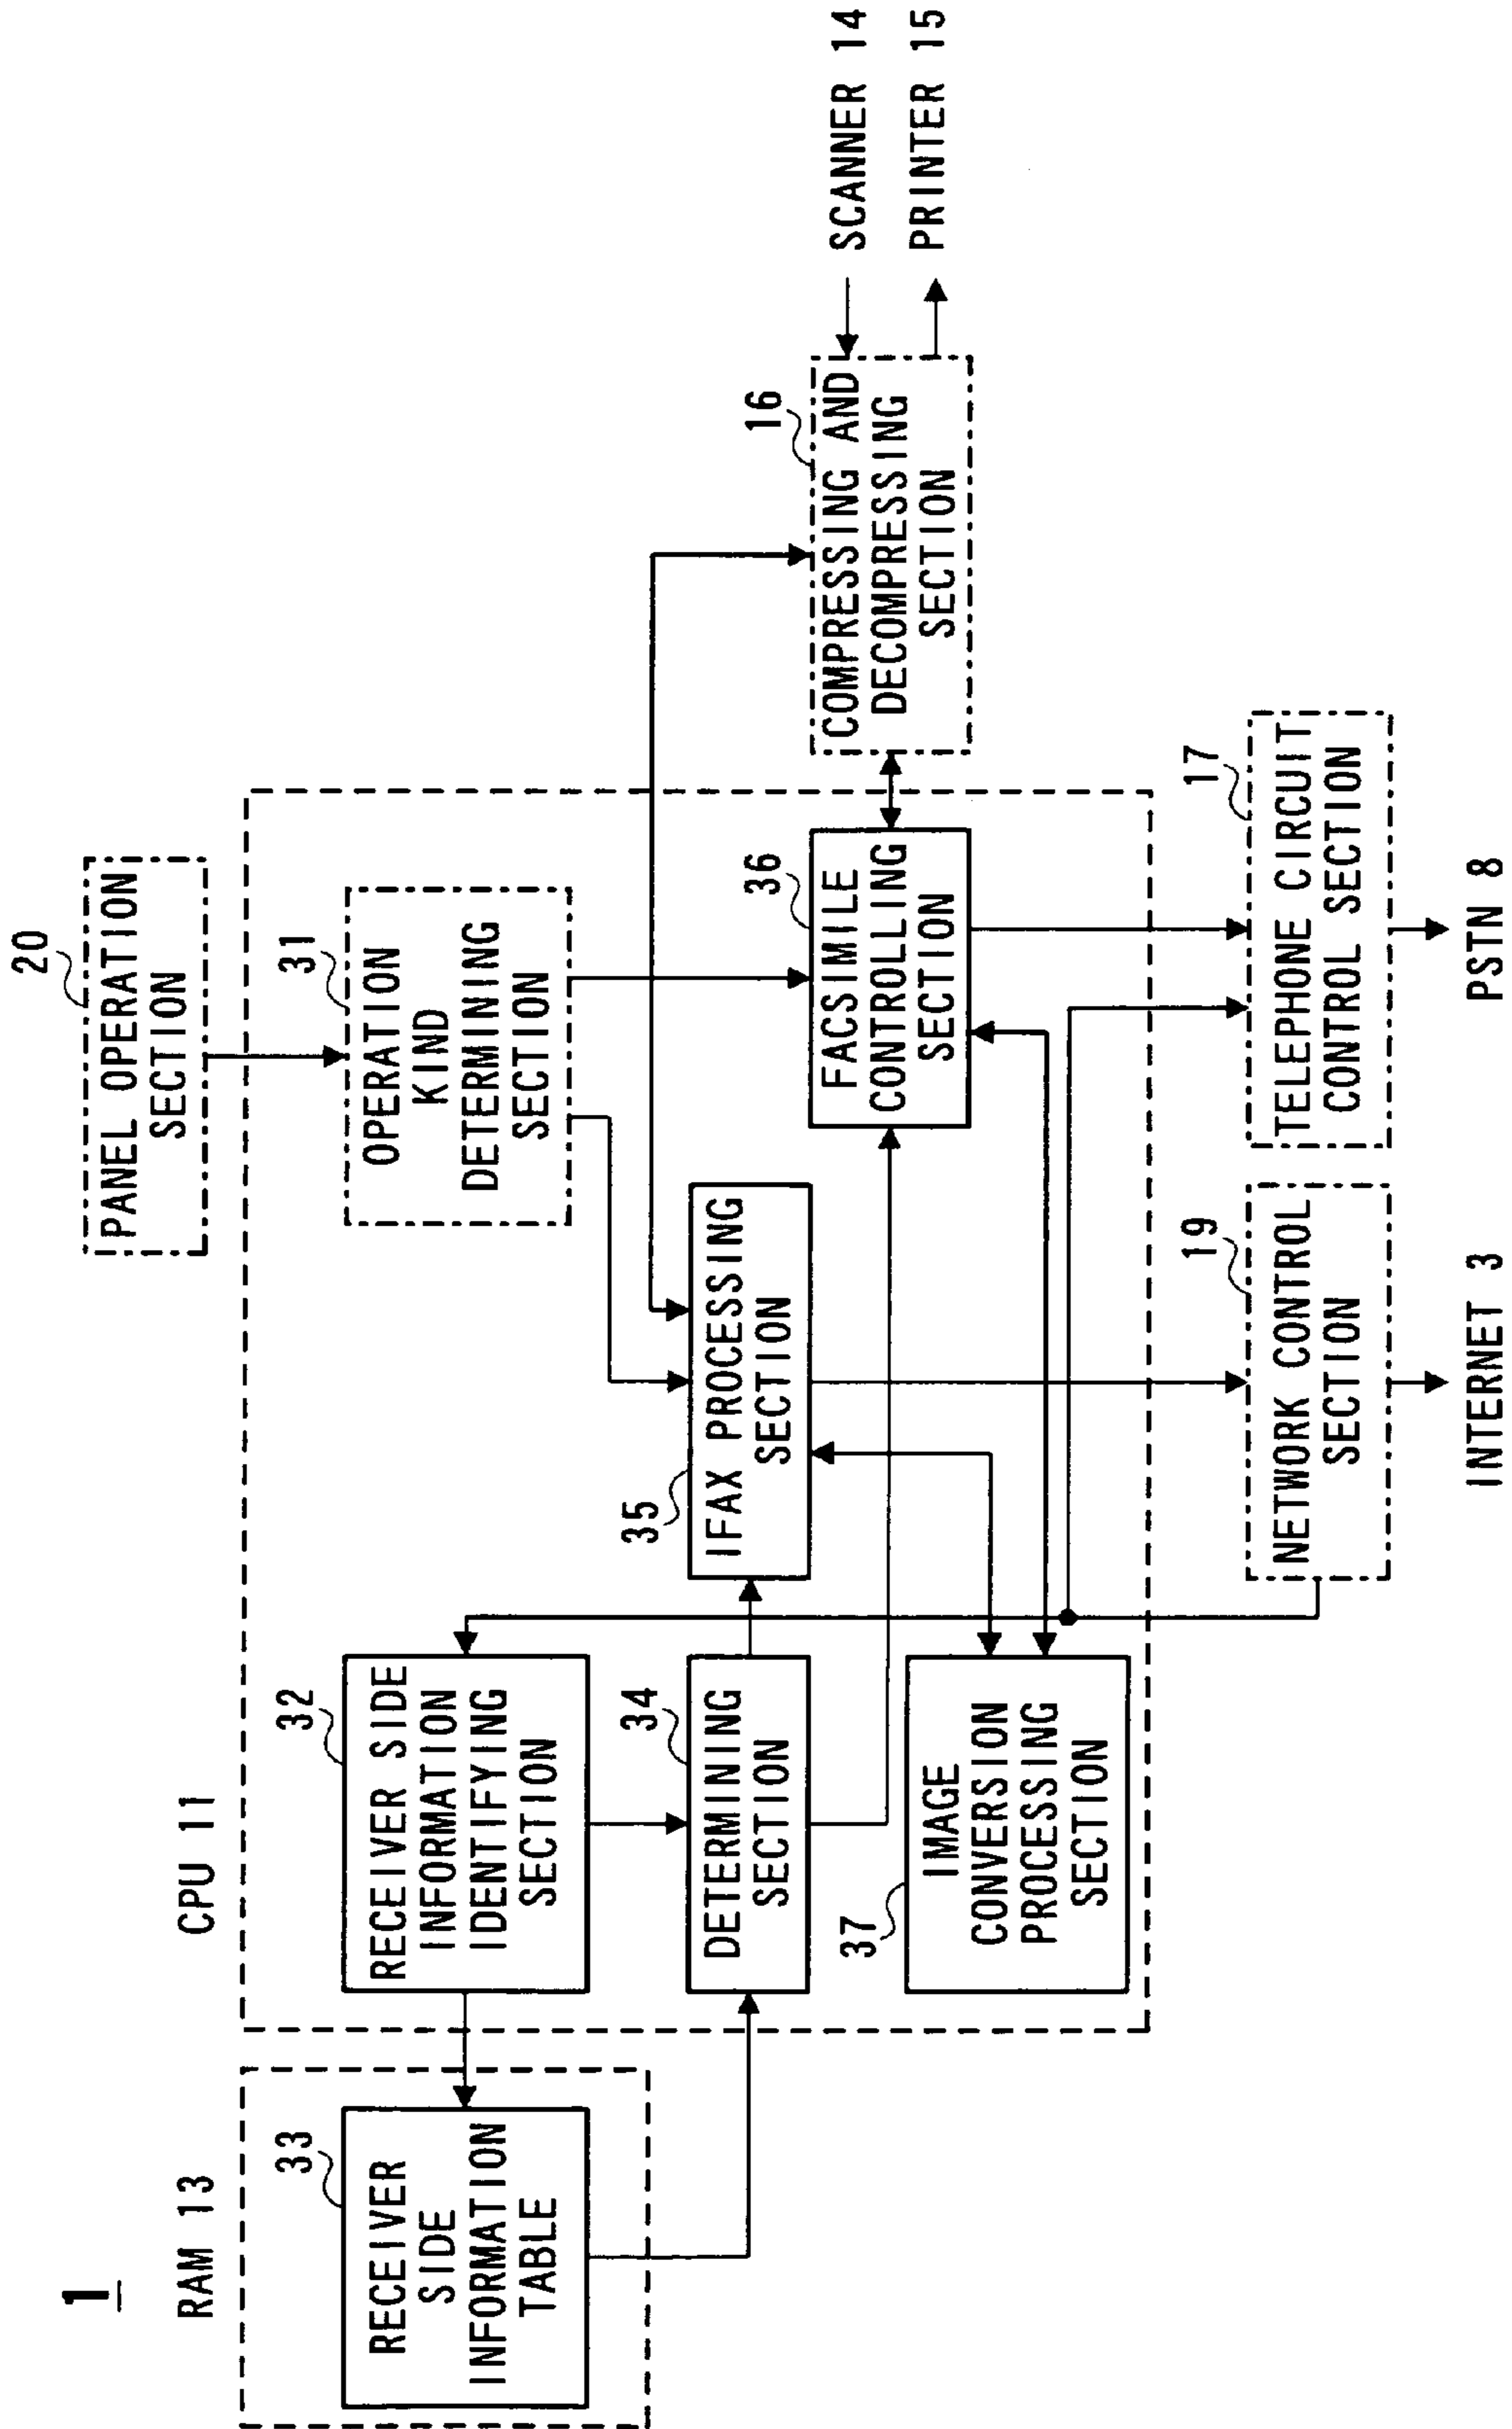 1
RAM 13
CPU 11
33
RECEIVER
SIDE
INFORMATION
TABLE
32
RECEIVER SIDE
INFORMATION
IDENTIFYING
SECTION
34
DETERMINING
SECTION
37
IMAGE
CONVERSION
PROCESSING
SECTION
20
PANEL OPERATION
SECTION
31
OPERATION
KIND
DETERMINING
SECTION
35
IFAX PROCESSING
SECTION
36
FACSIMILE
CONTROLLING
SECTION
16
COMPRESSING AND
DECOMPRESSING
SECTION
SCANNER 14
PRINTER 15
19
NETWORK CONTROL
SECTION
INTERNET 3
17
TELEPHONE CIRCUIT
CONTROL SECTION
PSTN 8